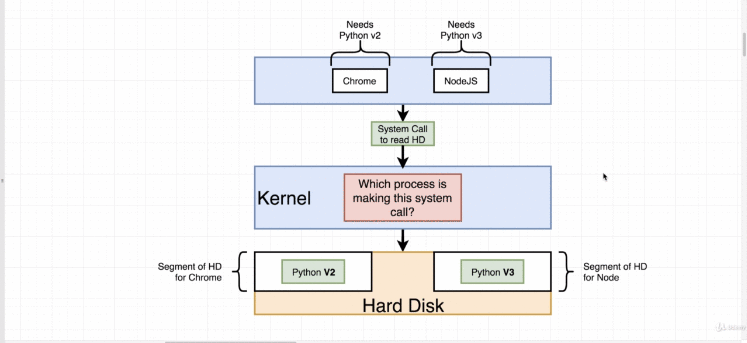 Needs
Python v2
Needs
Python v3
Chrome
NodeJS
System Call
to read HD
Kernel
Which process is
making this system
call?
Segment of HD
for Chrome
Python V2
Python V3
Segment of HD
for Node
Hard Disk